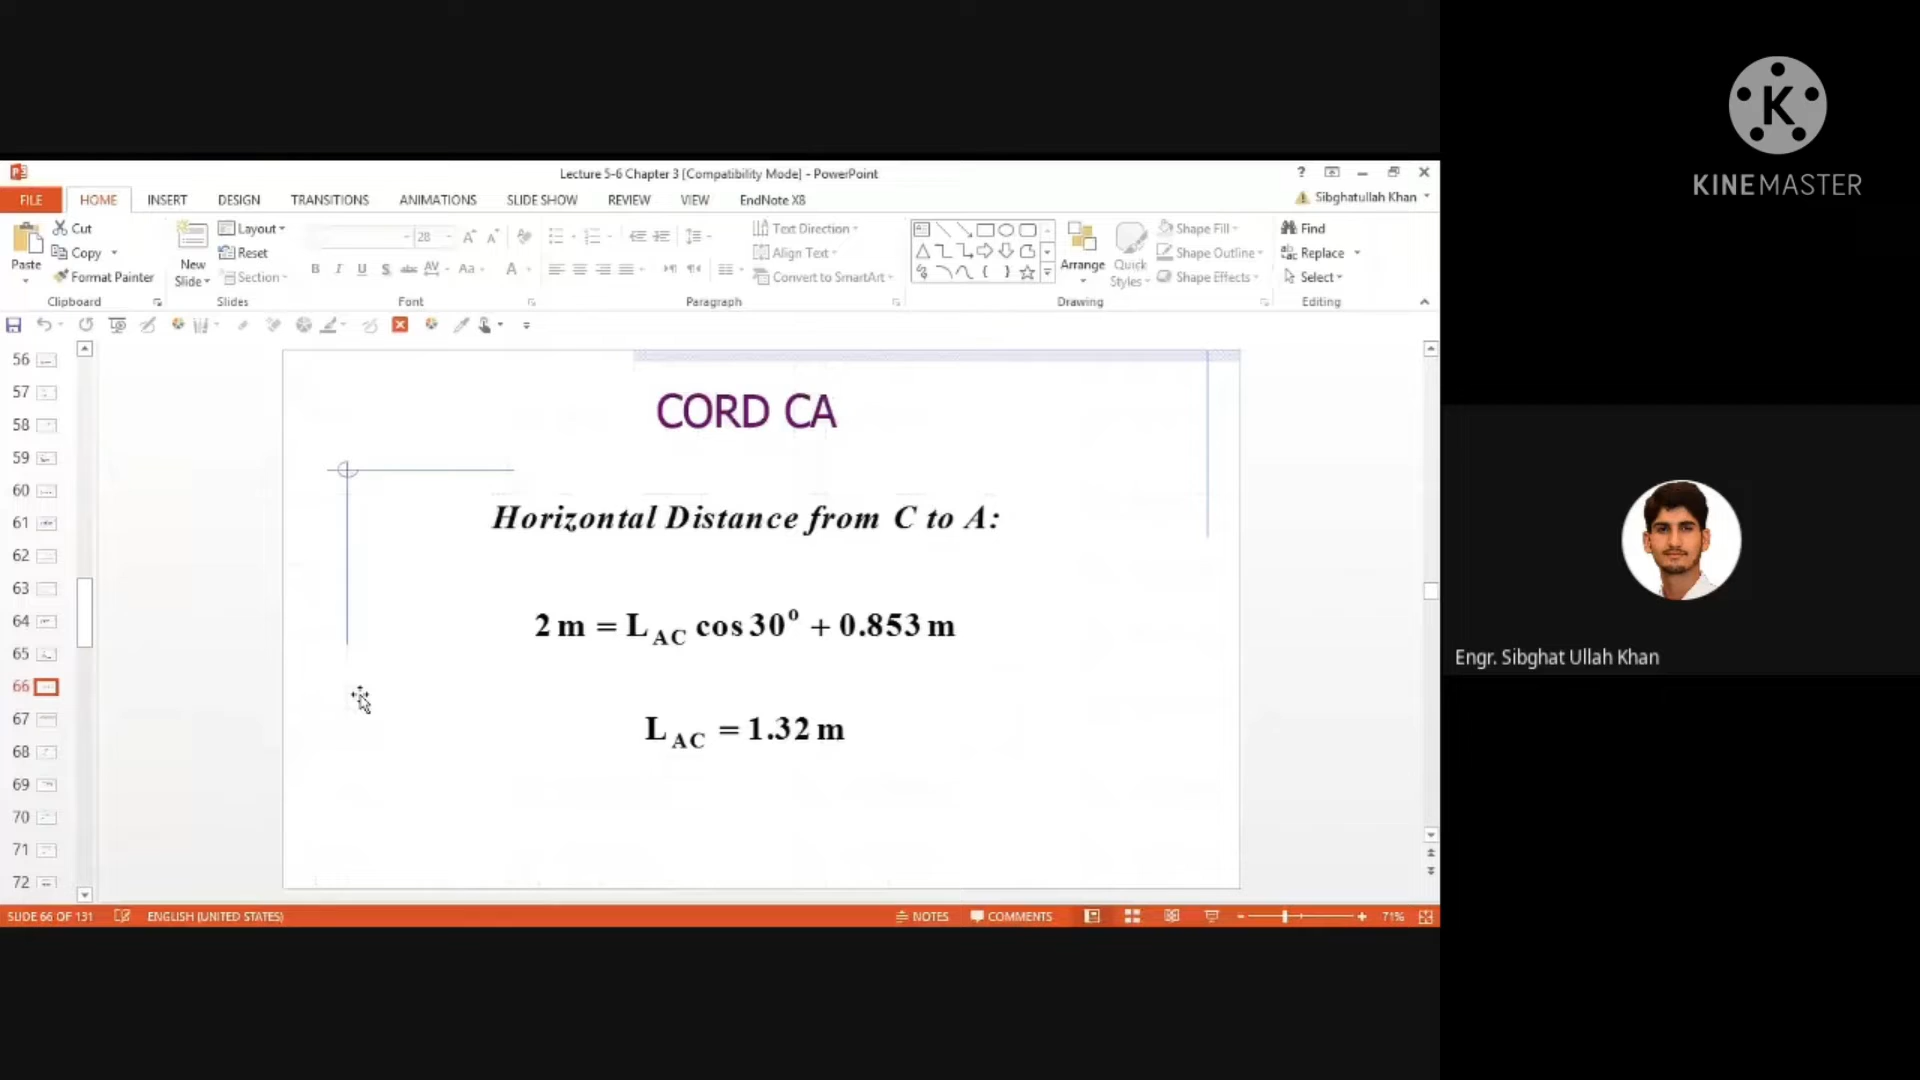 Lecture 5-6 Chapter 3 [Compatibility Mode] - PowerPoint
?
FILE HOME INSERT DESIGN TRANSITIONS ANIMATIONS SLIDE SHOW REVIEW VIEW EndNote X8
Sibghatullah Khan
Paste
Cut
Copy
Format Painter
Clipboard
New
Slide
Layout
Reset
Section
Slides
28
B I U S abc AV Aa A
Font
Text Direction
Align Text
Convert to SmartArt
Paragraph
Arrange
Quick
Styles
Shape Fill
Shape Outline
Shape Effects
Drawing
Find
Replace
Select
Editing
56
57
58
59
60
61
62
63
64
65
66
67
68
69
70
71
72
CORD CA
Horizontal Distance from C to A:
2 m = L AC cos 30⁰ + 0.853 m
L AC = 1.32 m
SLIDE 66 OF 131 ENGLISH (UNITED STATES) NOTES COMMENTS 71%
K
KINEMASTER
Engr. Sibghat Ullah Khan